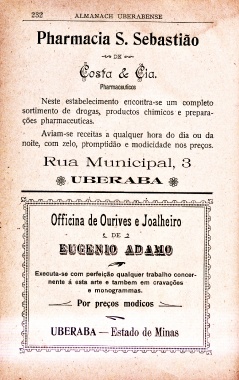 232
ALMANACH UBERABENSE
Pharmacia S. Sebastião
DE
Costa & Cia.
Pharmaceuticos
Neste estabelecimento encontra-se um completo
sortimento de drogas, productos chimicos e prepara-
ções pharmaceuticas.
Aviam-se receitas a qualquer hora do dia ou da
noite, com zelo, promptidão e modicidade nos preços.
Rua Municipal, 3
UBERABA
Officina de Ourives e Joalheiro
DE
EUGENIO ADAMO
Executa-se com perfeição qualquer trabalho concer-
nente á esta arte e tambem em cravações
e monogrammas.
Por preços modicos
UBERABA — Estado de Minas